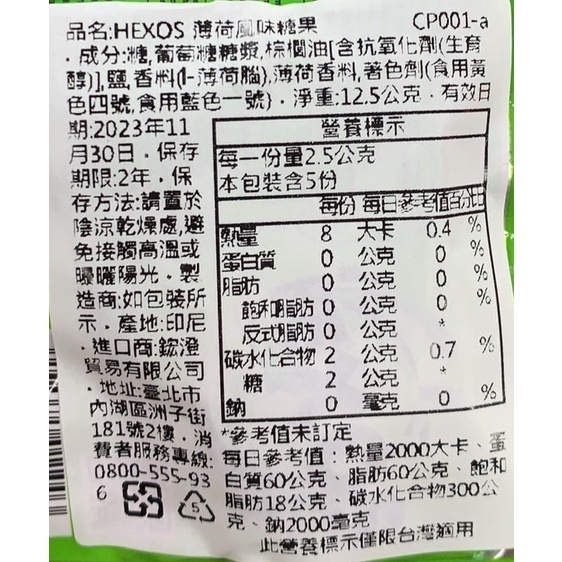 品名:HEXOS 薄荷風味糖果 CP001-a
．成分:糖,葡萄糖糖漿,棕櫚油[含抗氧化劑(生育
醇)],鹽,香料(l-薄荷腦),薄荷香料,著色劑(食用黃
色四號,食用藍色一號)．淨重:12.5公克．有效日
期:2023年11
月30日．保存
期限:2年．保
存方法:請置於
陰涼乾燥處,避
免接觸高溫或
曝曬陽光．製
造商:如包裝所
示．產地:印尼
．進口商:鋐澄
貿易有限公司
．地址:臺北市
內湖區洲子街
181號2樓．消
費者服務專線:
0800-555-93
6
營養標示
每一份量2.5公克
本包裝含5份
每份 每日參考值百分比
熱量 8 大卡 0.4 %
蛋白質 0 公克 0 %
脂肪 0 公克 0 %
飽和脂肪 0 公克 0 %
反式脂肪 0 公克 *
碳水化合物 2 公克 0.7 %
糖 2 公克 *
鈉 0 毫克 0 %
*參考值未訂定
每日參考值：熱量2000大卡、蛋
白質60公克、脂肪60公克、飽和
脂肪18公克、碳水化合物300公
克、鈉2000毫克
此營養標示僅限台灣適用
5